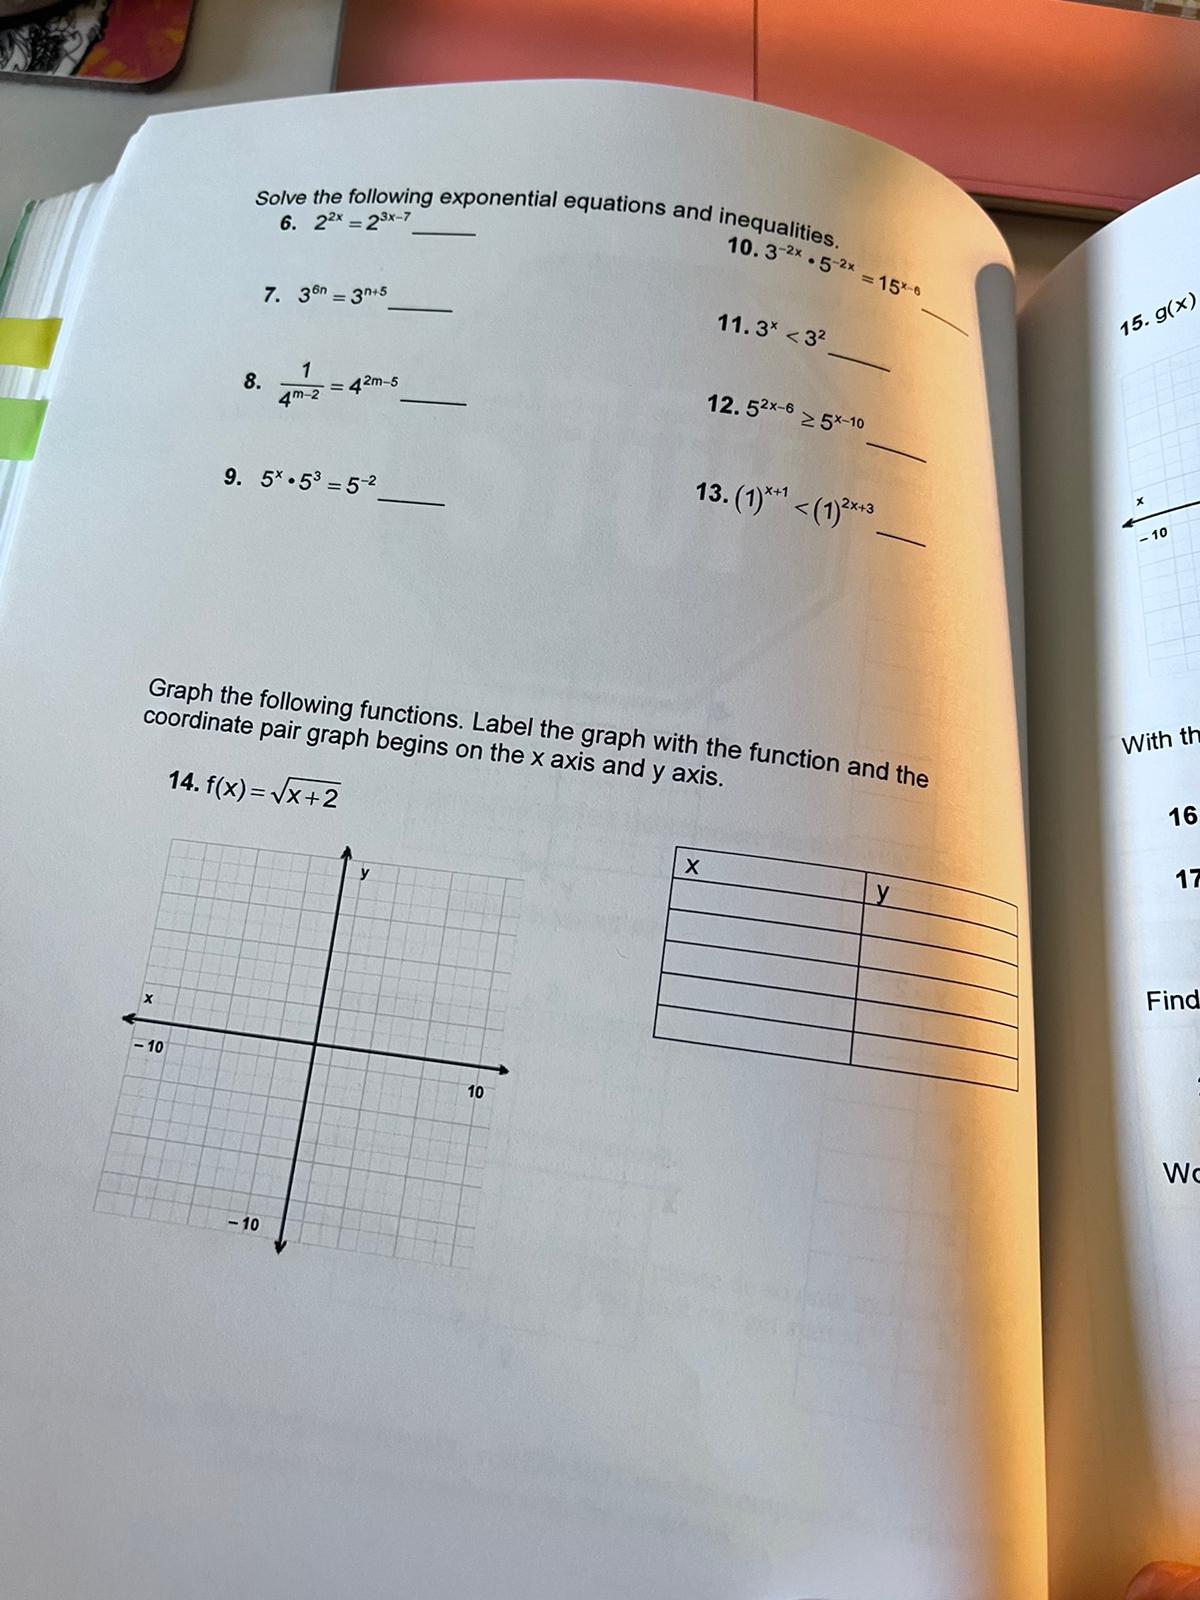 Solve the following exponential equations and inequalities.
6. 2^{2x} = 2^{3x–7} ______
7. 3^{6n} = 3^{n+5} ______
8. \frac{1}{4^{m–2}} = 4^{2m–5} ______
9. 5^x • 5^3 = 5^{–2} ______
10. 3^{–2x} • 5^{–2x} = 15^{x–6} ______
11. 3^x < 3^2 ______
12. 5^{2x–6} ≥ 5^{x–10} ______
13. (1)^{x+1} < (1)^{2x+3} ______
Graph the following functions. Label the graph with the function and the
coordinate pair graph begins on the x axis and y axis.
14. f(x) = √(x+2)
y
x
– 10
10
– 10
x y
15. g(x)
x
– 10
With th
16
17
Find